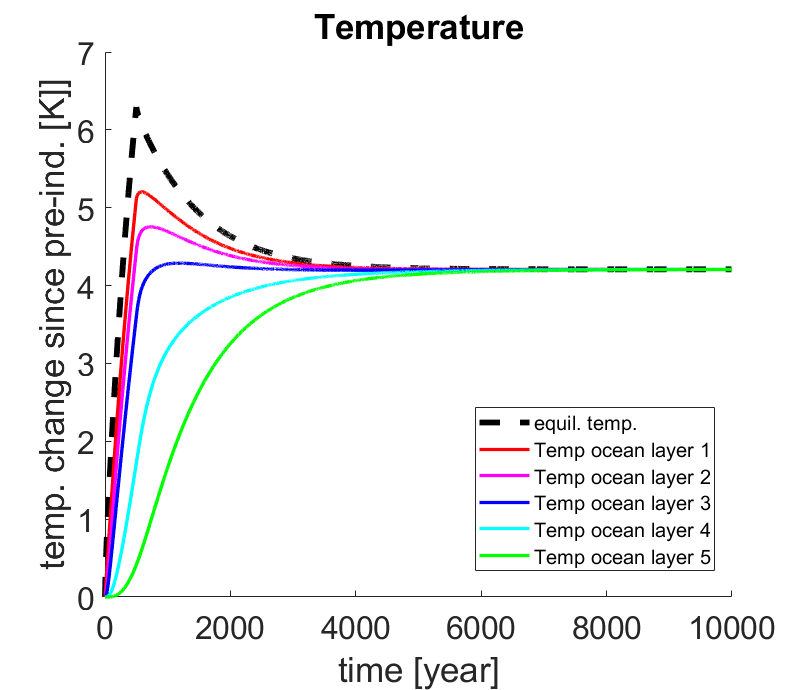 Temperature
temp. change since pre-ind. [K]]
7
6
5
4
3
2
1
0
0 2000 4000 6000 8000 10000
time [year]
equil. temp.
Temp ocean layer 1
Temp ocean layer 2
Temp ocean layer 3
Temp ocean layer 4
Temp ocean layer 5